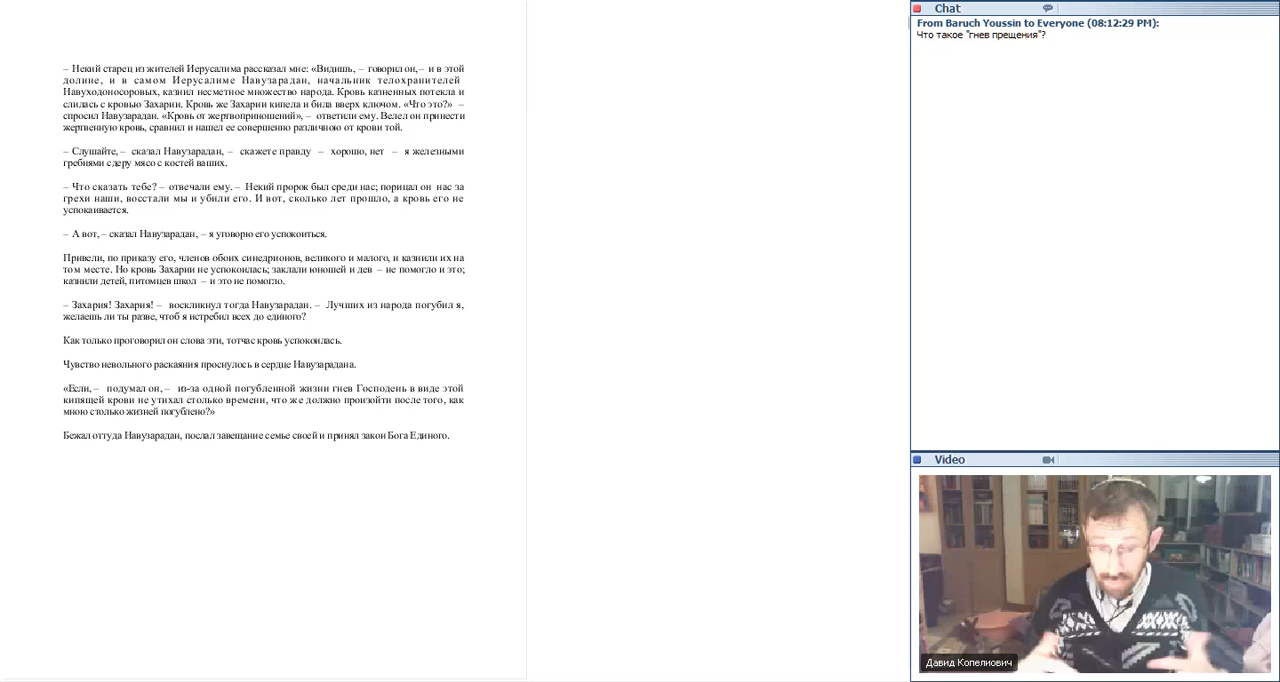 – Некий старец из жителей Иерусалима рассказал мне: «Видишь, – говорил он, – и в этой
долине, и в самом Иерусалиме Навузарадан, начальник телохранителей
Навуходоносоровых, казнил несметное множество народа. Кровь казненных потекла и
слилась с кровью Захарии. Кровь же Захарии кипела и била вверх ключом. «Что это?» –
спросил Навузарадан. «Кровь от жертвоприношений», – ответили ему. Велел он принести
жертвенную кровь, сравнил и нашел ее совершенно различною от крови той.
– Слушайте, – сказал Навузарадан, – скажете правду – хорошо, нет – я железными
гребнями сдеру мясо с костей ваших.
– Что сказать тебе? – отвечали ему. – Некий пророк был среди нас; порицал он нас за
грехи наши, восстали мы и убили его. И вот, сколько лет прошло, а кровь его не
успокаивается.
– А вот, – сказал Навузарадан, – я уговорю его успокоиться.
Привели, по приказу его, членов обоих синедрионов, великого и малого, и казнили их на
том месте. Но кровь Захарии не успокоилась; заклали юношей и дев – не помогло и это;
казнили детей, питомцев школ – и это не помогло.
– Захария! Захария! – воскликнул тогда Навузарадан. – Лучших из народа погубил я,
желаешь ли ты разве, чтоб я истребил всех до единого?
Как только проговорил он слова эти, тотчас кровь успокоилась.
Чувство невольного раскаяния проснулось в сердце Навузарадана.
«Если, – подумал он, – из-за одной погубленной жизни гнев Господень в виде этой
кипящей крови не утихал столько времени, что же должно произойти после того, как
мною столько жизней погублено?»
Бежал оттуда Навузарадан, послал завещание семье своей и принял закон Бога Единого.
Chat
From Baruch Youssin to Everyone (08:12:29 PM):
Что такое "гнев прещения"?
Video
Давид Копелиович